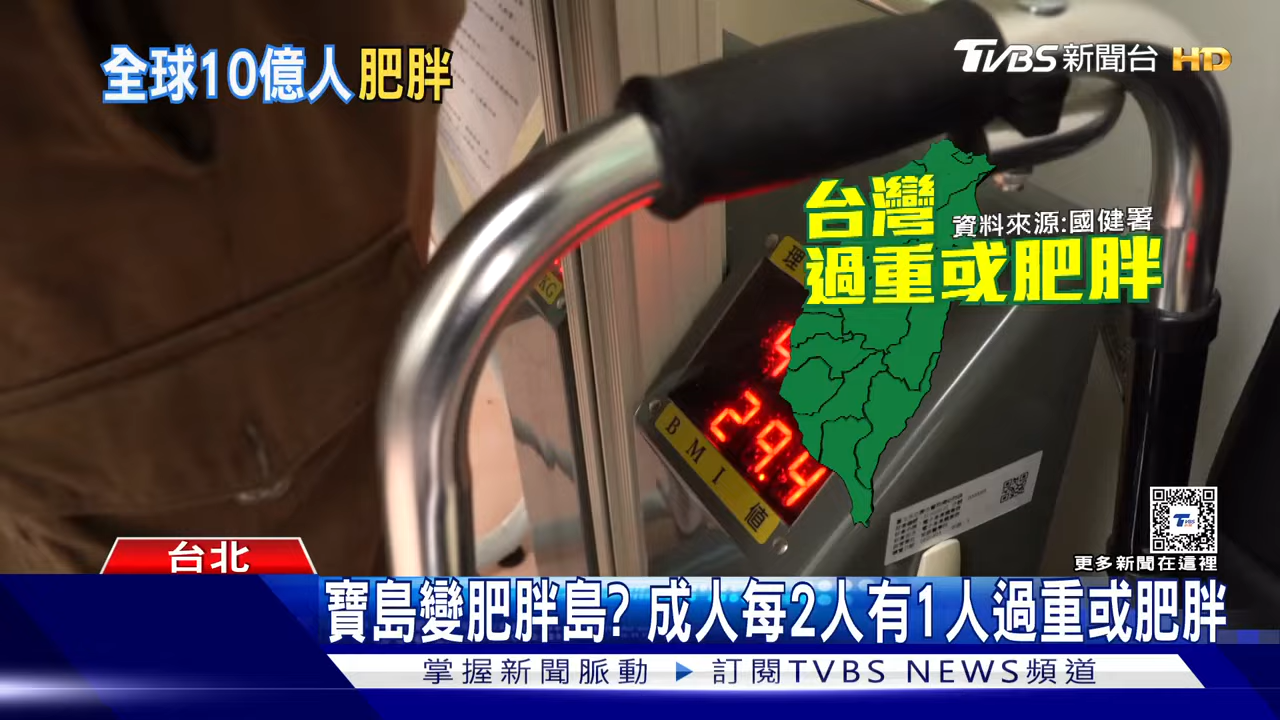 全球10億人肥胖
TVBS新聞台 HD
台灣
資料來源:國健署
過重或肥胖
理
KG
29.4
BMI值
TVBS
更多新聞在這裡
台北
寶島變肥胖島? 成人每2人有1人過重或肥胖
掌握新聞脈動 ▶ 訂閱TVBS NEWS頻道